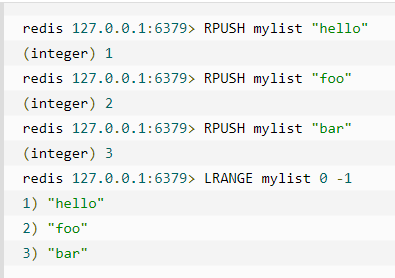 redis 127.0.0.1:6379> RPUSH mylist "hello"
(integer) 1
redis 127.0.0.1:6379> RPUSH mylist "foo"
(integer) 2
redis 127.0.0.1:6379> RPUSH mylist "bar"
(integer) 3
redis 127.0.0.1:6379> LRANGE mylist 0 -1
1) "hello"
2) "foo"
3) "bar"